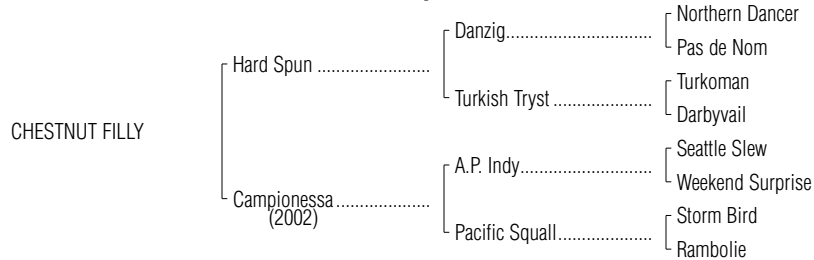 Northern Dancer
Danzig..............................
Pas de Nom
Hard Spun ........................
Turkoman
Turkish Tryst .....................
Darbyvail
CHESTNUT FILLY
Seattle Slew
A.P. Indy............................
Weekend Surprise
Campionessa....................
(2002)
Storm Bird
Pacific Squall....................
Rambolie